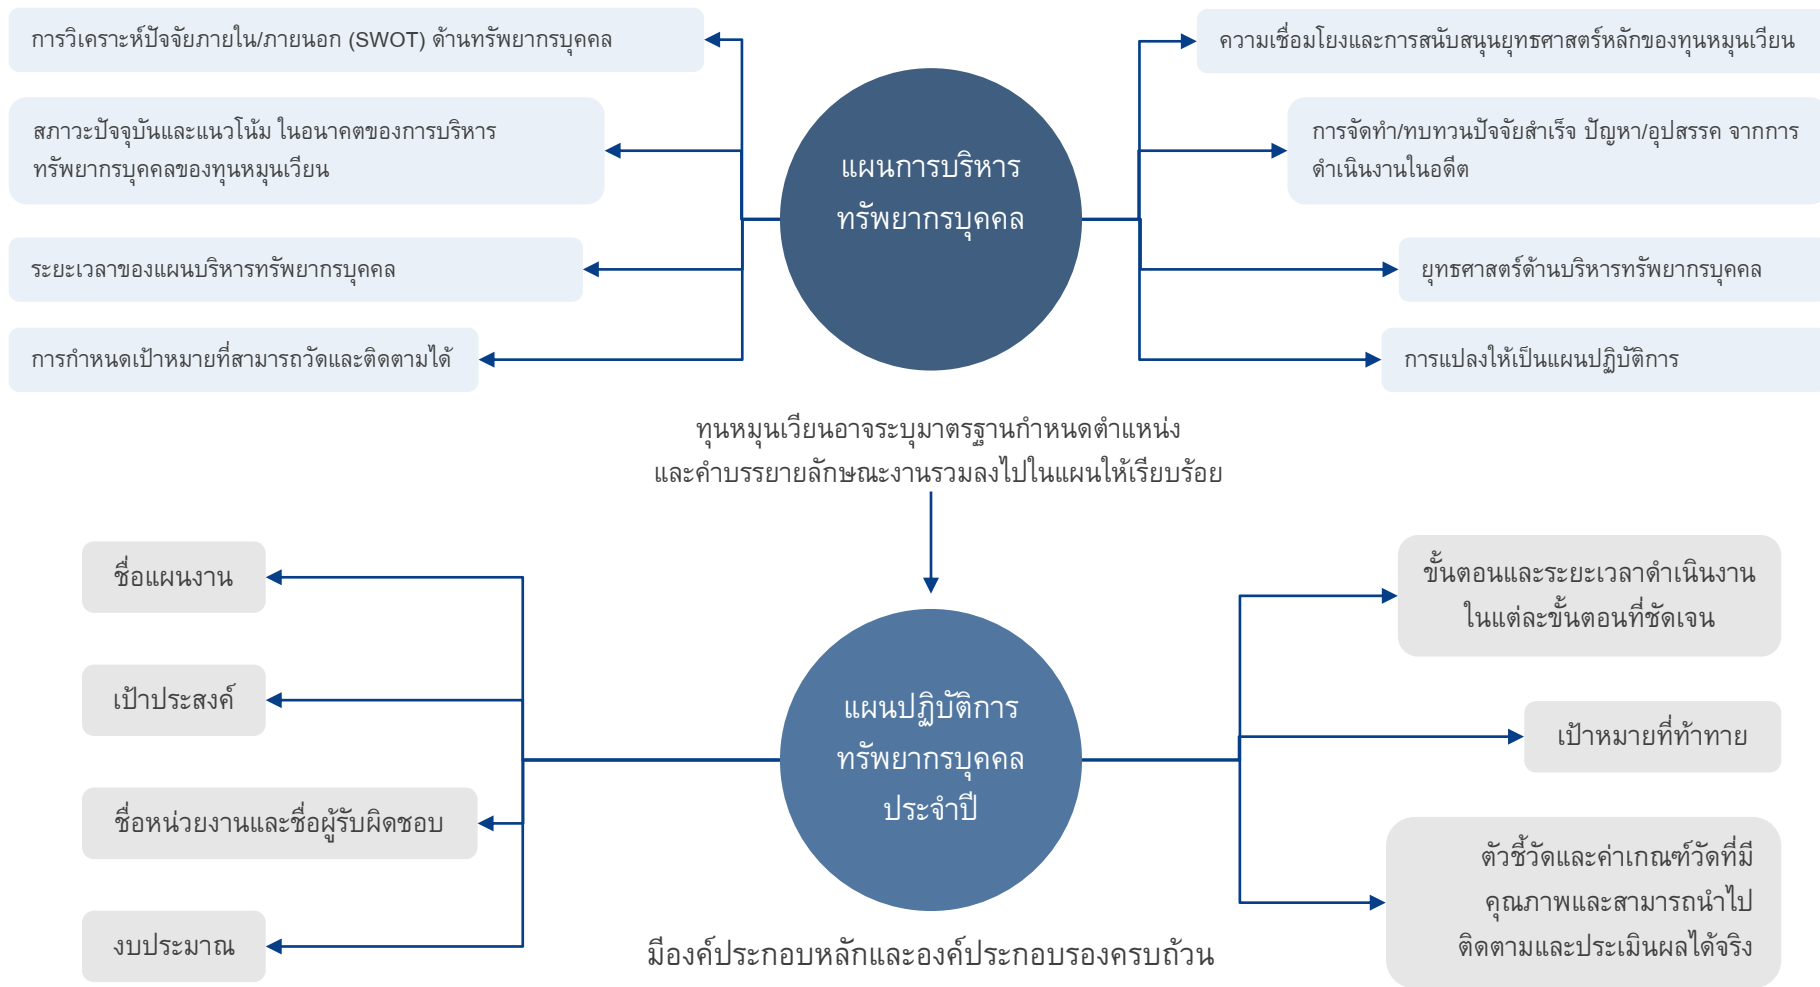 การวิเคราะห์ปัจจัยภายใน/ภายนอก (SWOT) ด้านทรัพยากรบุคคล
สภาวะปัจจุบันและแนวโน้ม ในอนาคตของการบริหาร
ทรัพยากรบุคคลของทุนหมุนเวียน
ระยะเวลาของแผนบริหารทรัพยากรบุคคล
การกำหนดเป้าหมายที่สามารถวัดและติดตามได้
แผนการบริหาร
ทรัพยากรบุคคล
ความเชื่อมโยงและการสนับสนุนยุทธศาสตร์หลักของทุนหมุนเวียน
การจัดทำ/ทบทวนปัจจัยสำเร็จ ปัญหา/อุปสรรค จากการ
ดำเนินงานในอดีต
ยุทธศาสตร์ด้านบริหารทรัพยากรบุคคล
การแปลงให้เป็นแผนปฏิบัติการ
ทุนหมุนเวียนอาจระบุมาตรฐานกำหนดตำแหน่ง
และคำบรรยายลักษณะงานรวมลงไปในแผนให้เรียบร้อย
ชื่อแผนงาน
เป้าประสงค์
ชื่อหน่วยงานและชื่อผู้รับผิดชอบ
งบประมาณ
แผนปฏิบัติการ
ทรัพยากรบุคคล
ประจำปี
ขั้นตอนและระยะเวลาดำเนินงาน
ในแต่ละขั้นตอนที่ชัดเจน
เป้าหมายที่ท้าทาย
ตัวชี้วัดและค่าเกณฑ์วัดที่มี
คุณภาพและสามารถนำไป
ติดตามและประเมินผลได้จริง
มีองค์ประกอบหลักและองค์ประกอบรองครบถ้วน